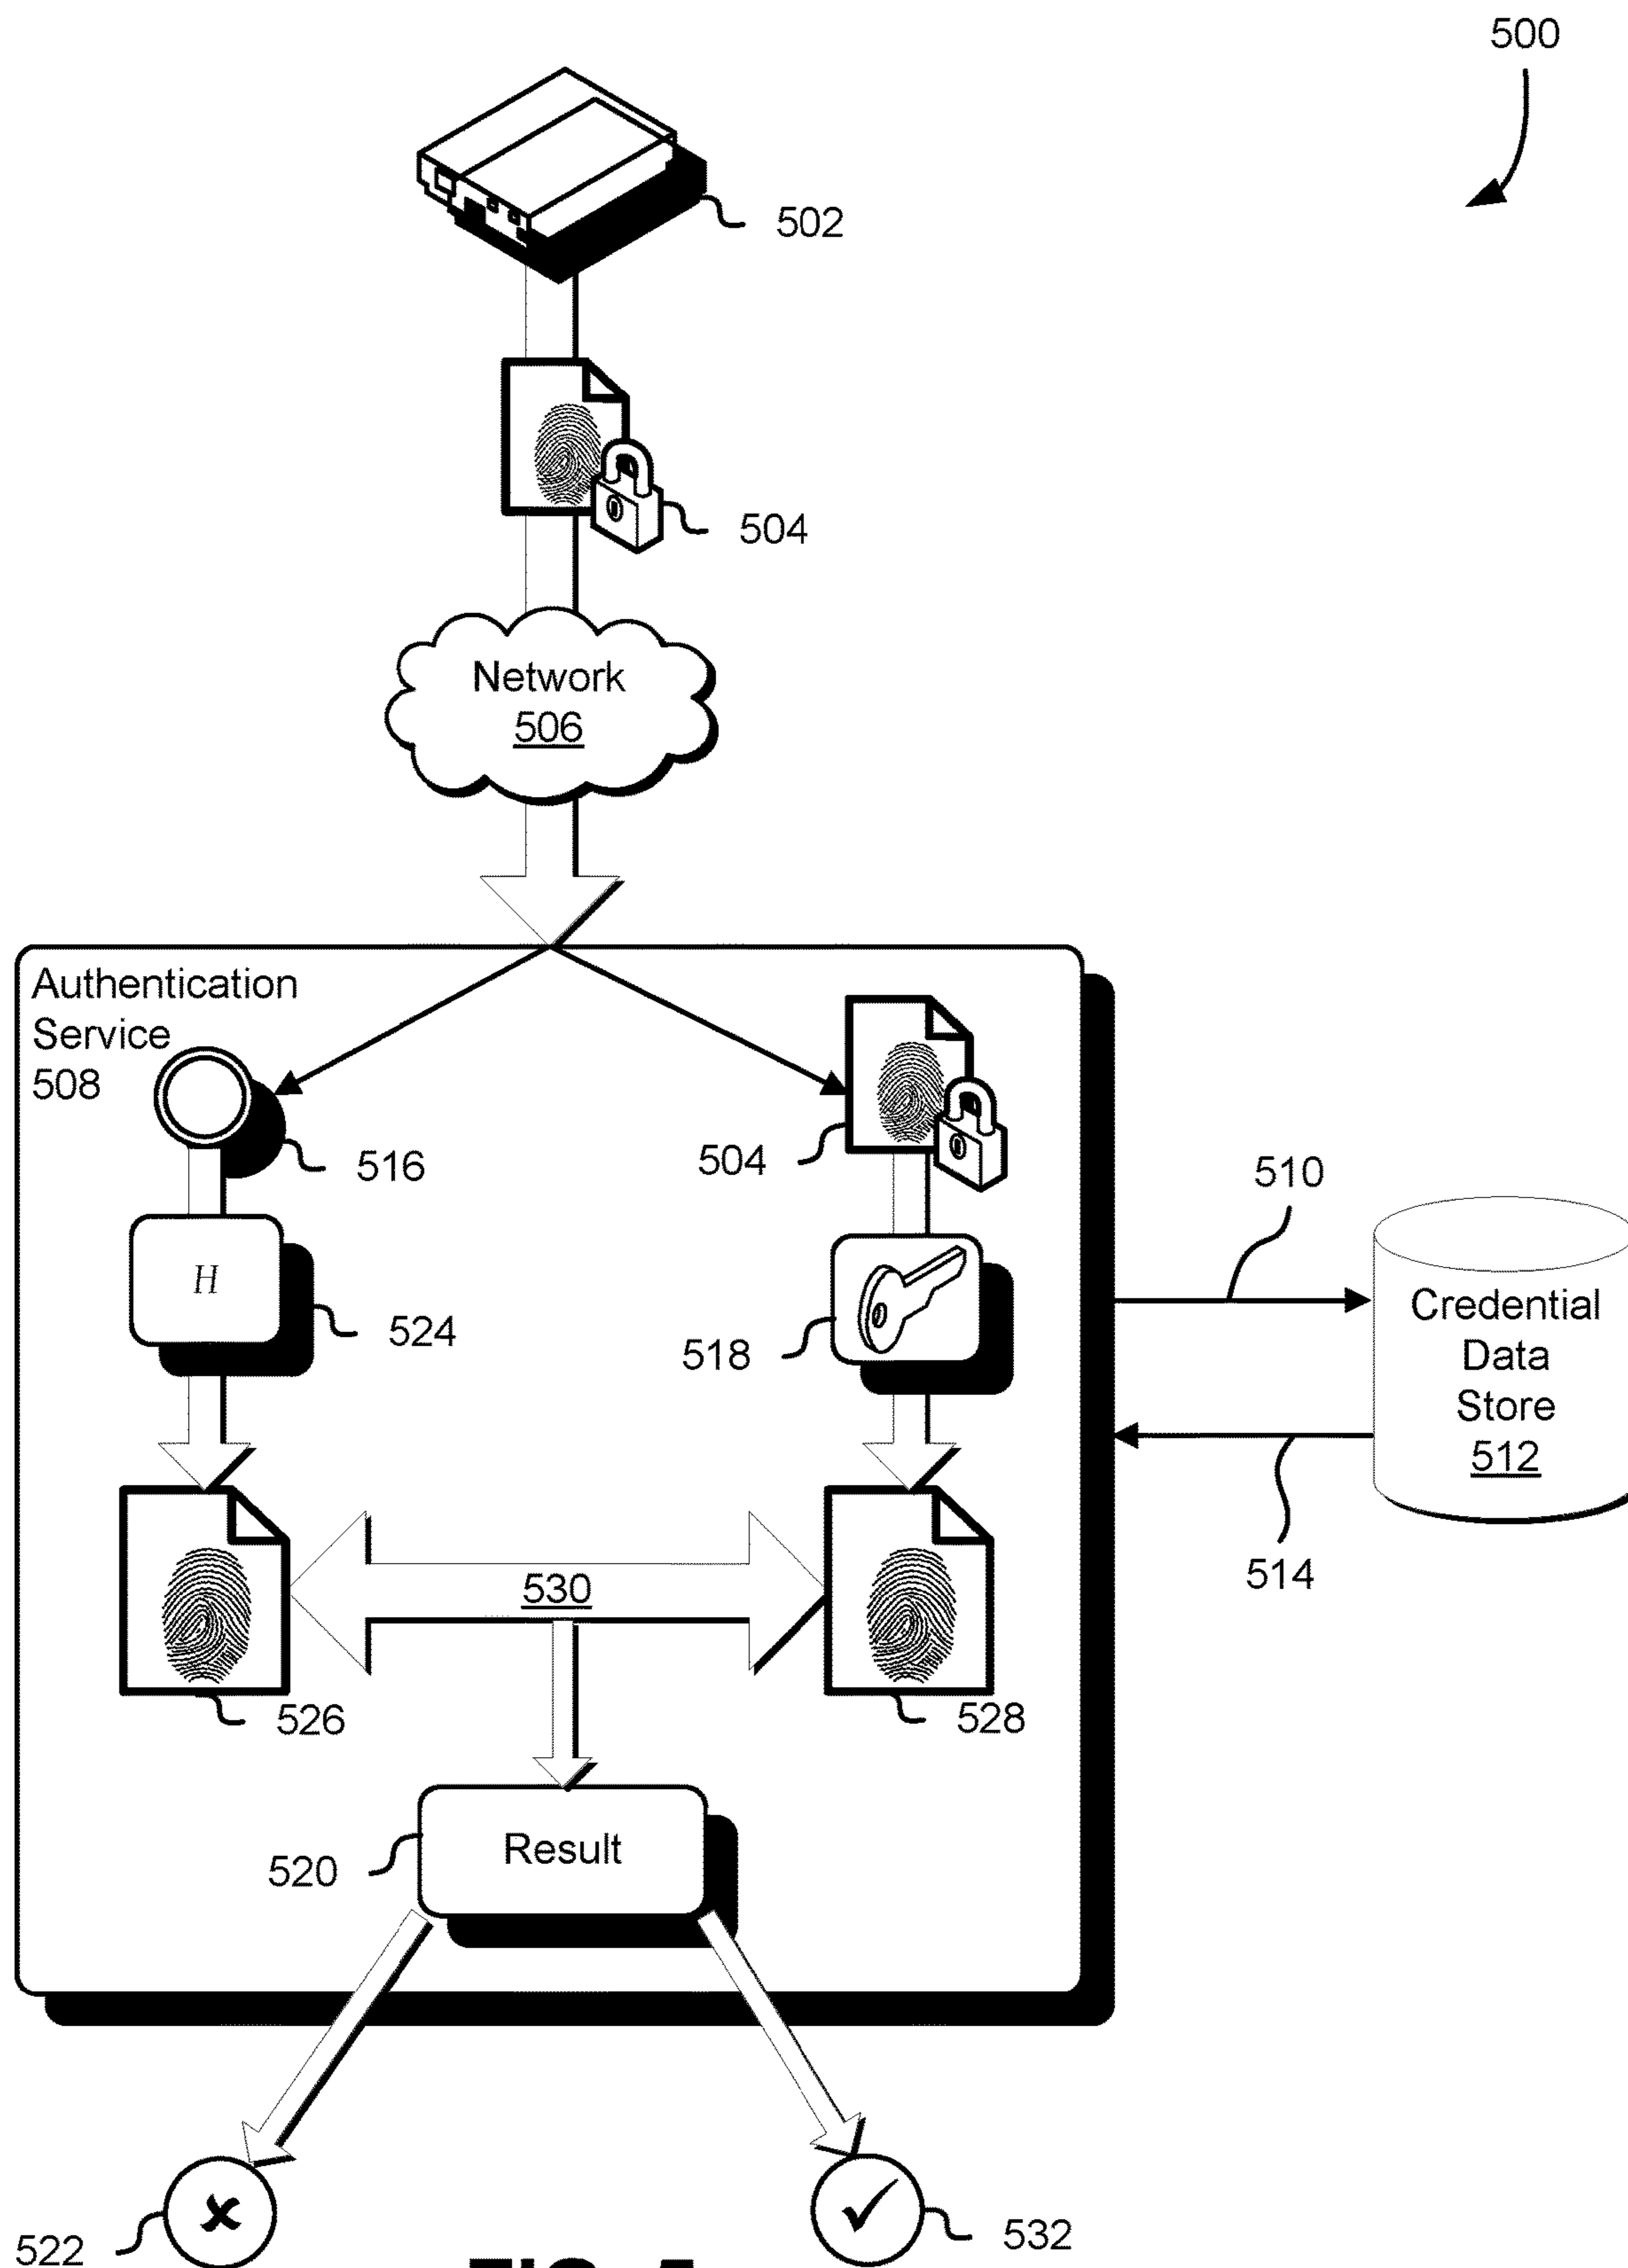 500
502
504
Network
506
Authentication
Service
508
516
504
510
H
524
518
Credential
Data
Store
512
514
530
526
528
Result
520
522
532